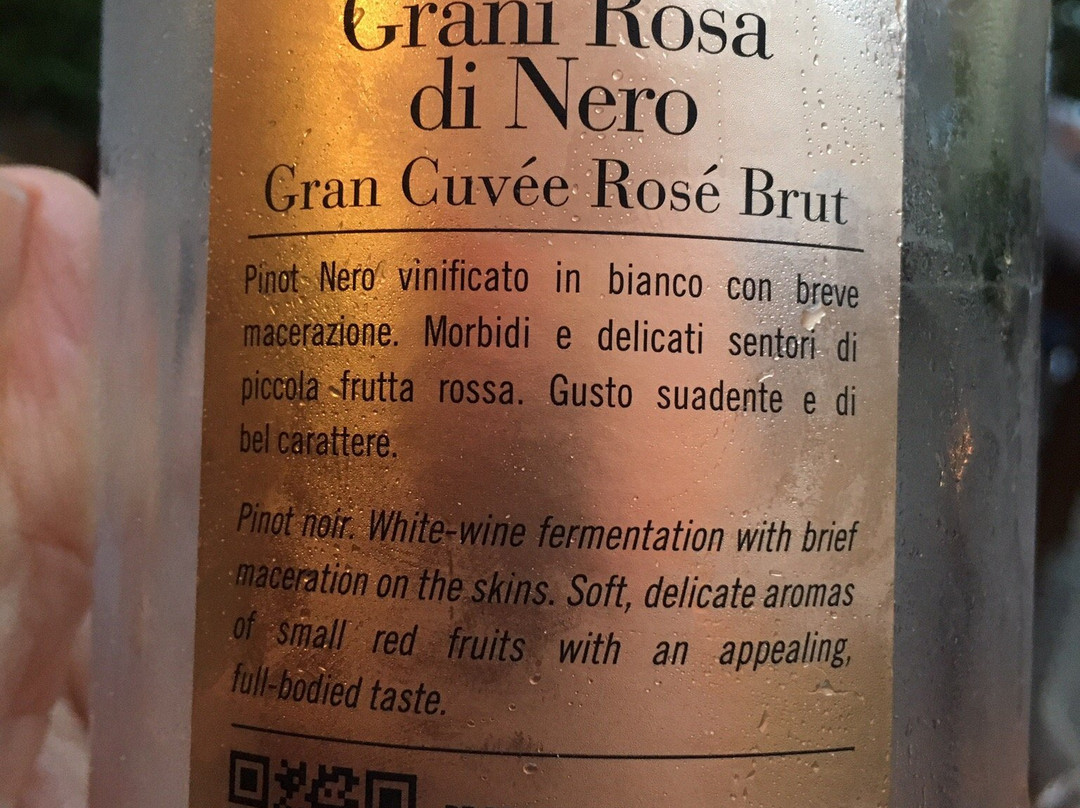 Grani Rosa
di Nero
Gran Cuvée Rosé Brut
Pinot Nero vinificato in bianco con breve
macerazione. Morbidi e delicati sentori di
piccola frutta rossa. Gusto suadente e di
bel carattere.
Pinot noir. White-wine fermentation with brief
maceration on the skins. Soft, delicate aromas
of small red fruits with an appealing,
full-bodied taste.